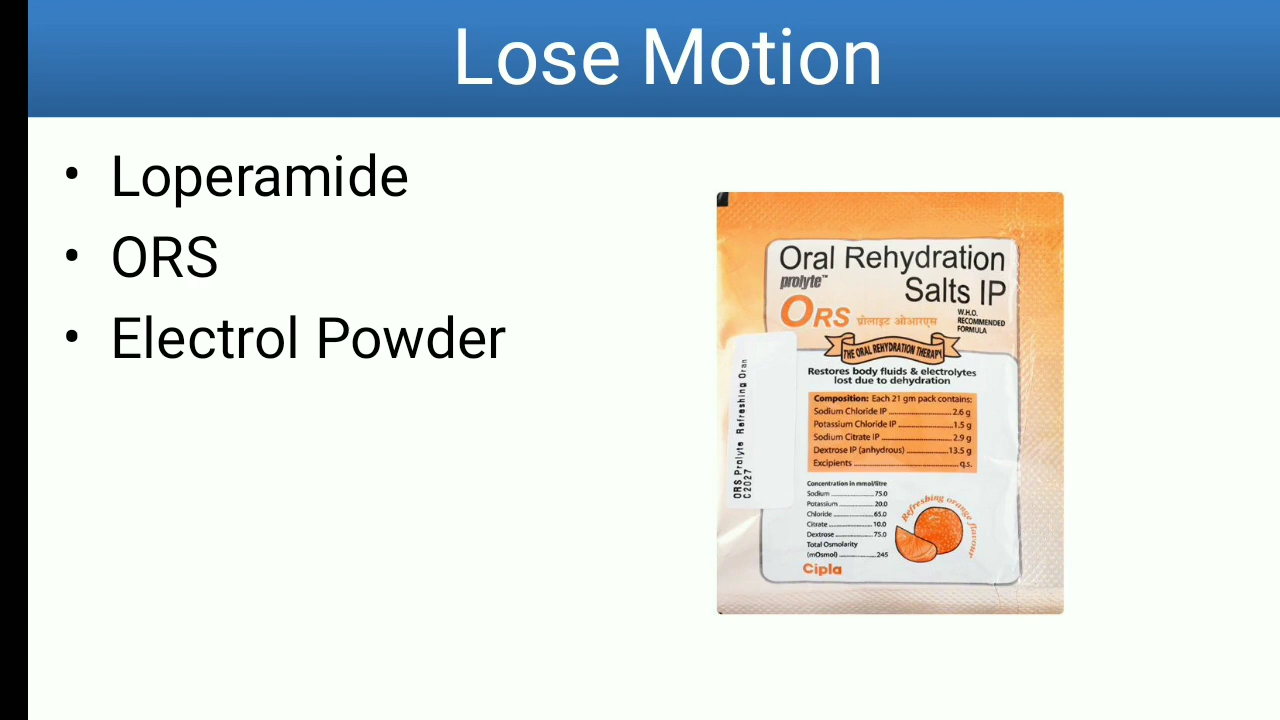 Lose Motion
• Loperamide
• ORS
• Electrol Powder
Oral Rehydration
prolyte™
Salts IP
ORS प्रोलाइट ओआरएस
W.H.O.
RECOMMENDED
FORMULA
THE ORAL REHYDRATION THERAPY
Restores body fluids & electrolytes
lost due to dehydration
Composition: Each 21 gm pack contains:
Sodium Chloride IP ........................ 2.6 g
Potassium Chloride IP ..................... 1.5 g
Sodium Citrate IP ......................... 2.9 g
Dextrose IP (anhydrous) ............... 13.5 g
Excipients .................................... q.s.
Concentration in mmol/litre
Sodium ................ 75.0
Potassium ............. 20.0
Chloride ............... 65.0
Citrate ................. 10.0
Dextrose ............... 75.0
Total Osmolarity
(mOsmol) .............. 245
Refreshing orange flavour
Cipla
ORS Prolyte Refreshing Oran
C2027